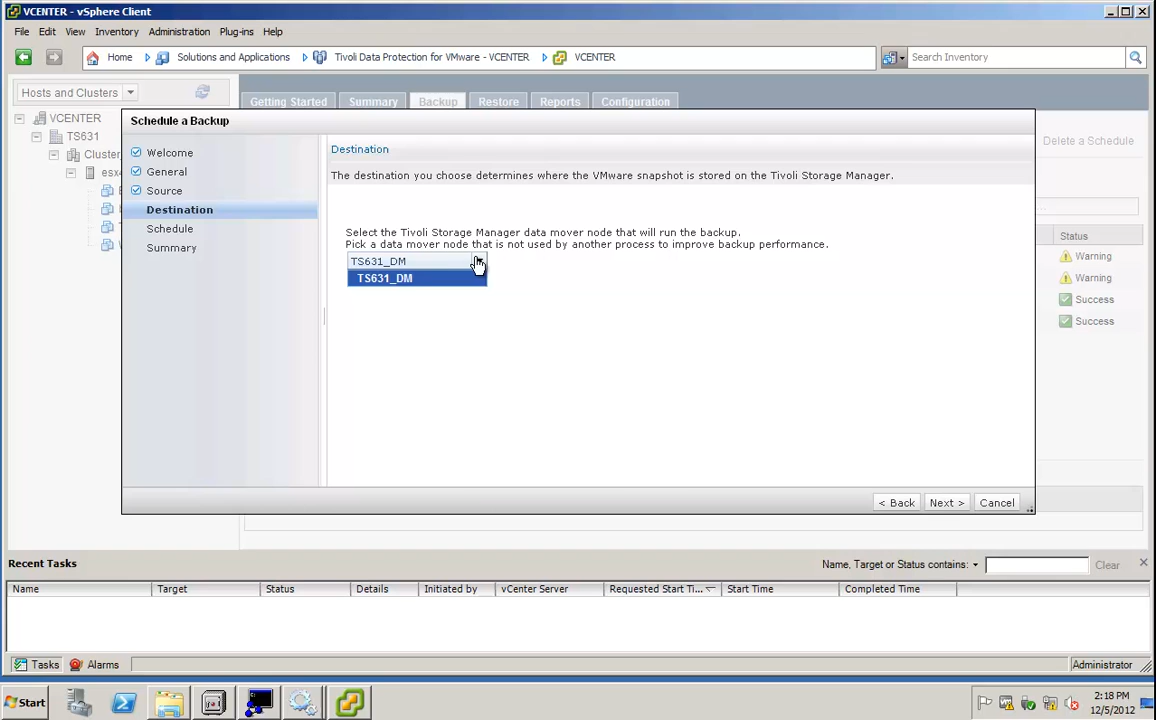 VCENTER - vSphere Client
File Edit View Inventory Administration Plug-ins Help
Home Solutions and Applications Tivoli Data Protection for VMware - VCENTER VCENTER
Search Inventory
Hosts and Clusters
Getting Started Summary Backup Restore Reports Configuration
VCENTER
TS631
Cluster
Schedule a Backup
Welcome
General
Source
Destination
Schedule
Summary
Destination
The destination you choose determines where the VMware snapshot is stored on the Tivoli Storage Manager.
Select the Tivoli Storage Manager data mover node that will run the backup.
Pick a data mover node that is not used by another process to improve backup performance.
TS631_DM
TS631_DM
< Back Next > Cancel
Delete a Schedule
Status
Warning
Warning
Success
Success
Recent Tasks
Name, Target or Status contains: Clear
Name Target Status Details Initiated by vCenter Server Requested Start Ti... Start Time Completed Time
Tasks Alarms
Administrator
Start
2:18 PM
12/5/2012